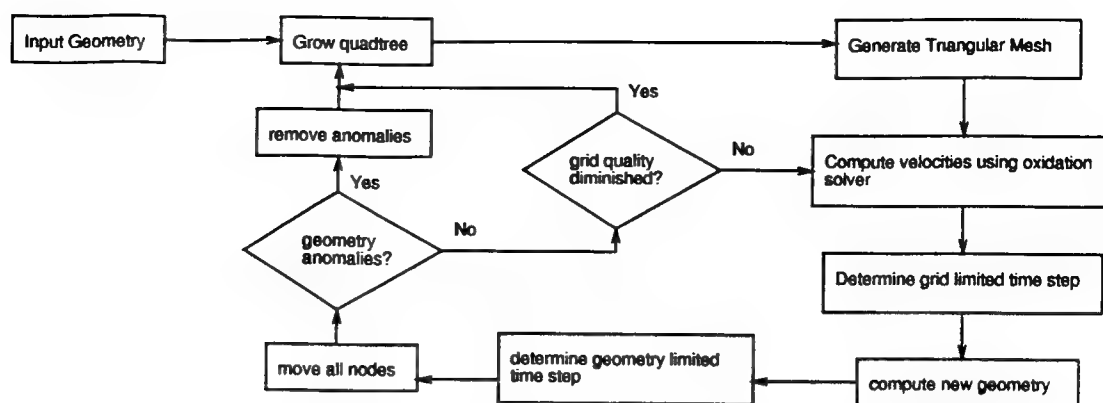 Input Geometry
Grow quadtree
Generate Triangular Mesh
Yes
remove anomalies
grid quality
diminished?
No
Compute velocities using oxidation
solver
Yes
geometry
anomalies?
No
Determine grid limited time step
move all nodes
determine geometry limited
time step
compute new geometry